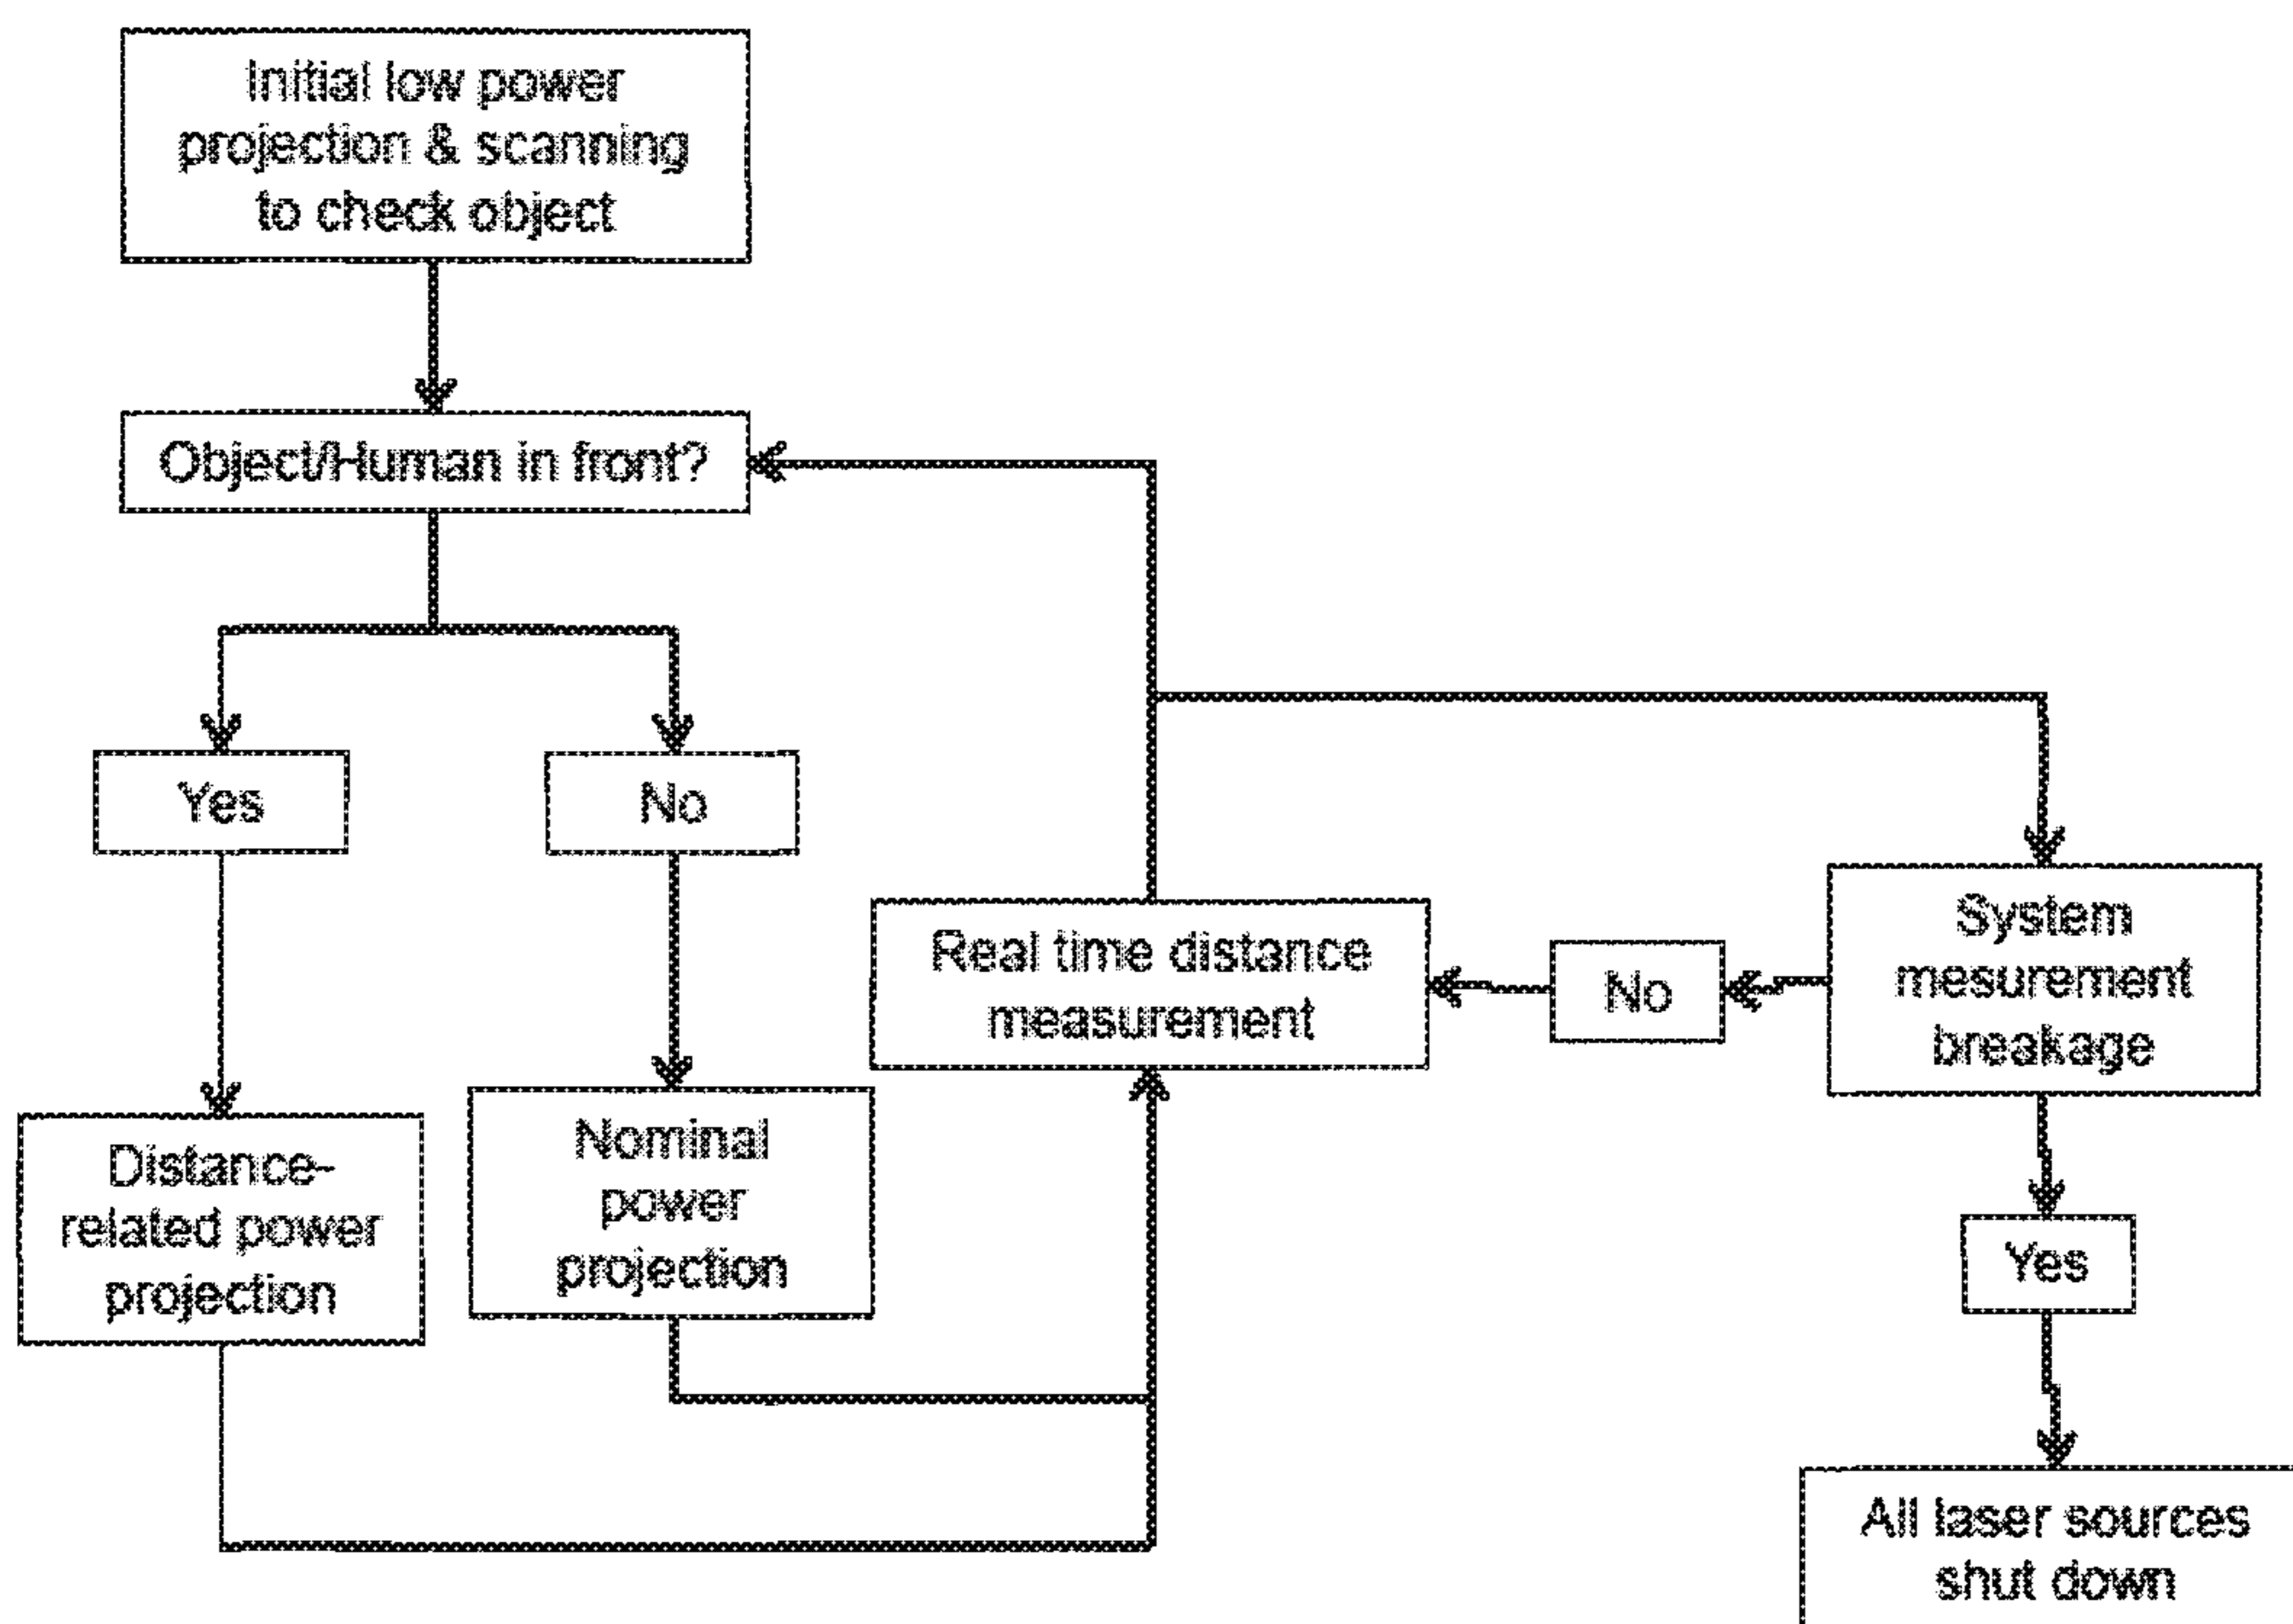 Initial low power
projection & scanning
to check object
Object/Human in front?
Yes
No
Distance-
related power
projection
Nominal
power
projection
Real time distance
measurement
No
System
mesurement
breakage
Yes
All laser sources
shut down